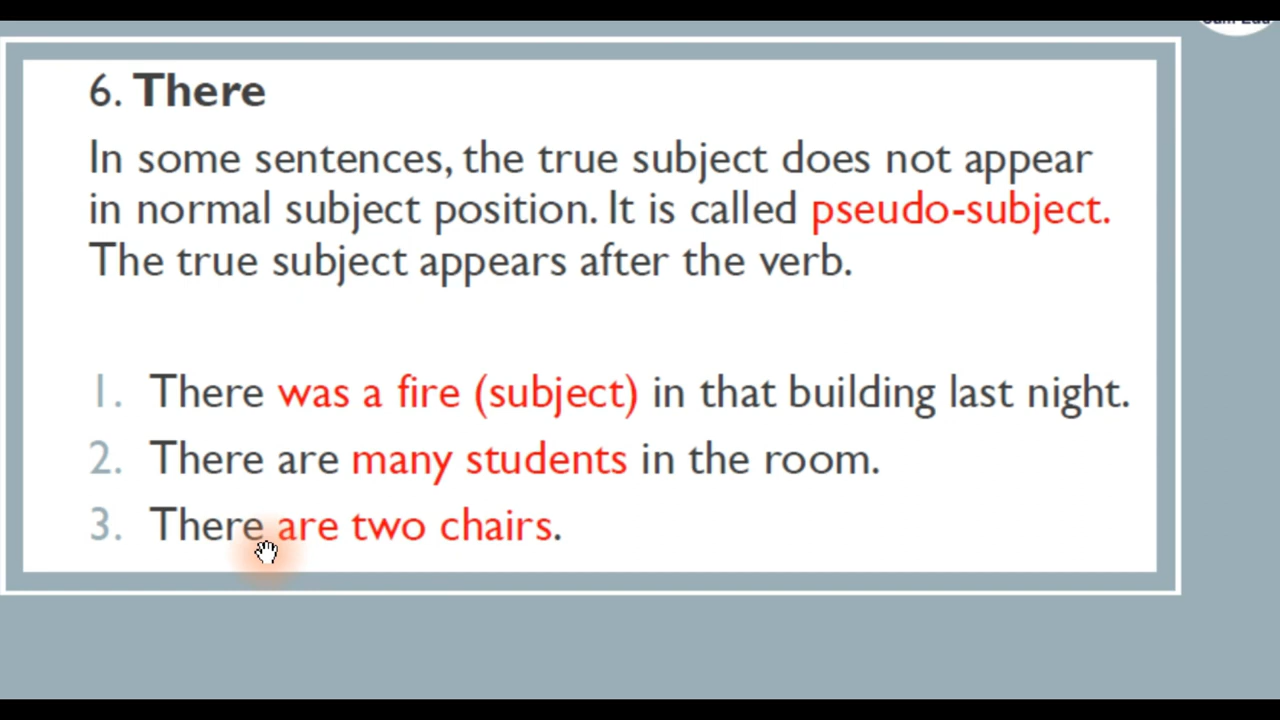 6. There
In some sentences, the true subject does not appear
in normal subject position. It is called pseudo-subject.
The true subject appears after the verb.
1. There was a fire (subject) in that building last night.
2. There are many students in the room.
3. There are two chairs.